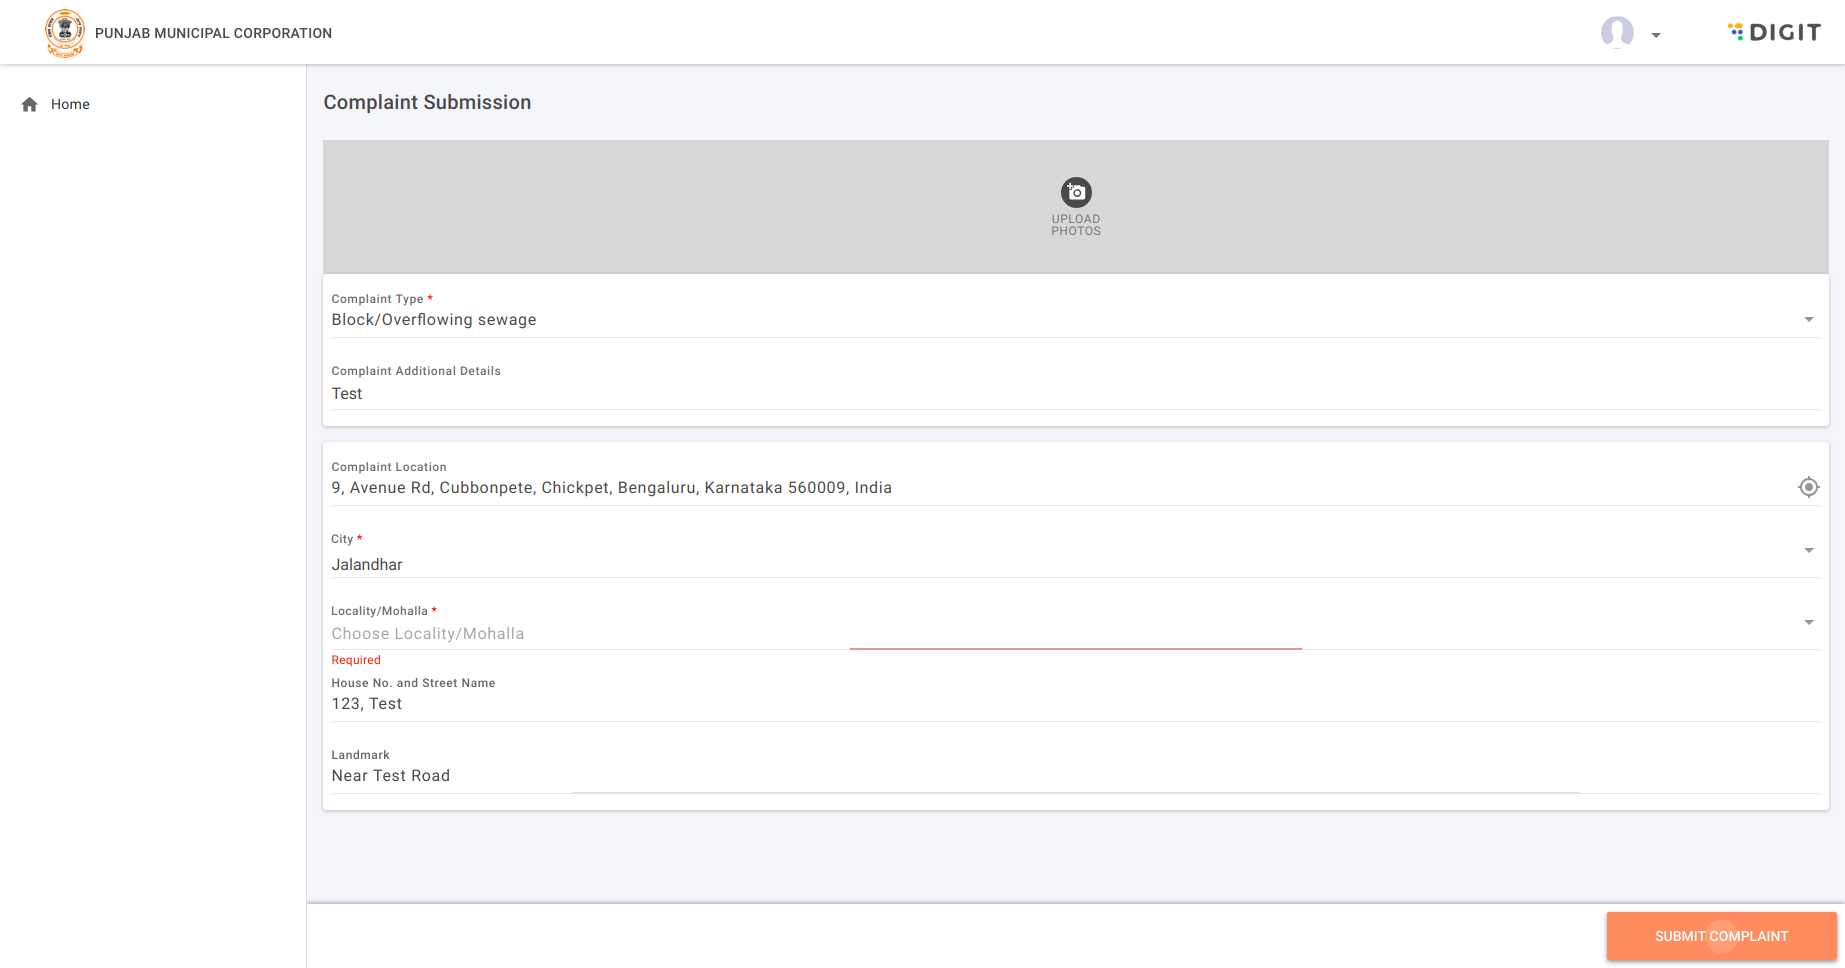 PUNJAB MUNICIPAL CORPORATION
DIGIT
Home
Complaint Submission
UPLOAD
PHOTOS
Complaint Type *
Block/Overflowing sewage
Complaint Additional Details
Test
Complaint Location
9, Avenue Rd, Cubbonpete, Chickpet, Bengaluru, Karnataka 560009, India
City *
Jalandhar
Locality/Mohalla *
Choose Locality/Mohalla
Required
House No. and Street Name
123, Test
Landmark
Near Test Road
SUBMIT COMPLAINT